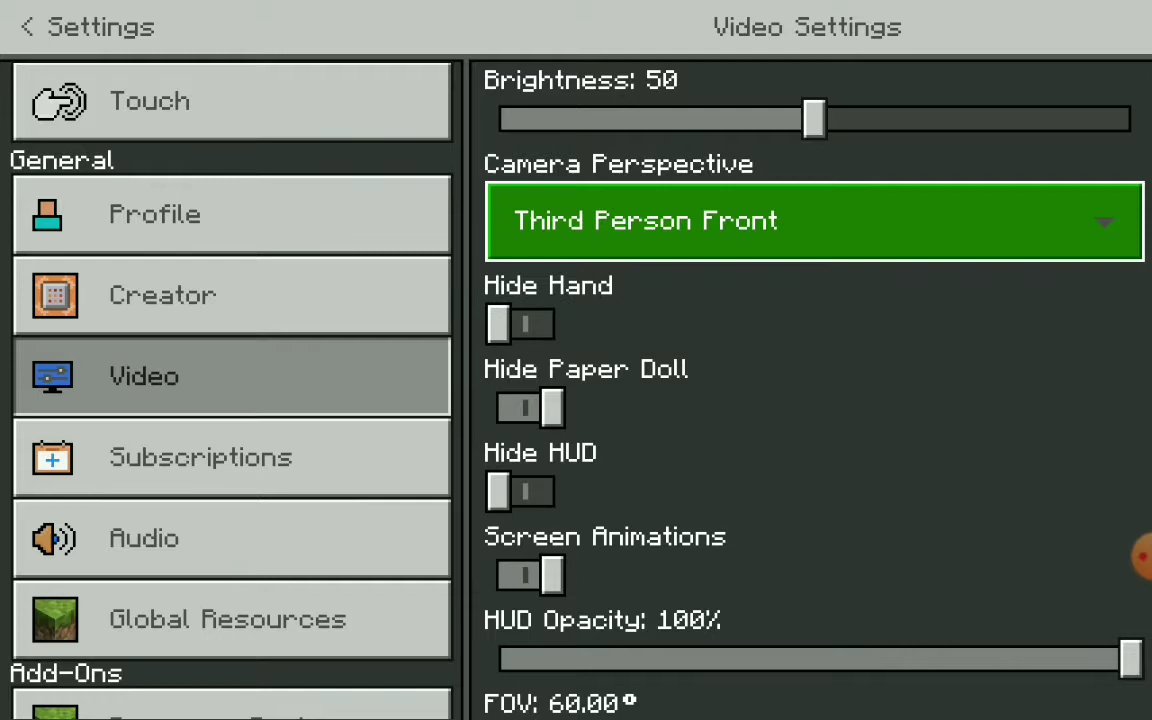 < Settings
Video Settings
Touch
General
Profile
Creator
Video
Subscriptions
Audio
Global Resources
Add-Ons
Brightness: 50
Camera Perspective
Third Person Front
Hide Hand
Hide Paper Doll
Hide HUD
Screen Animations
HUD Opacity: 100%
FOV: 60.00°